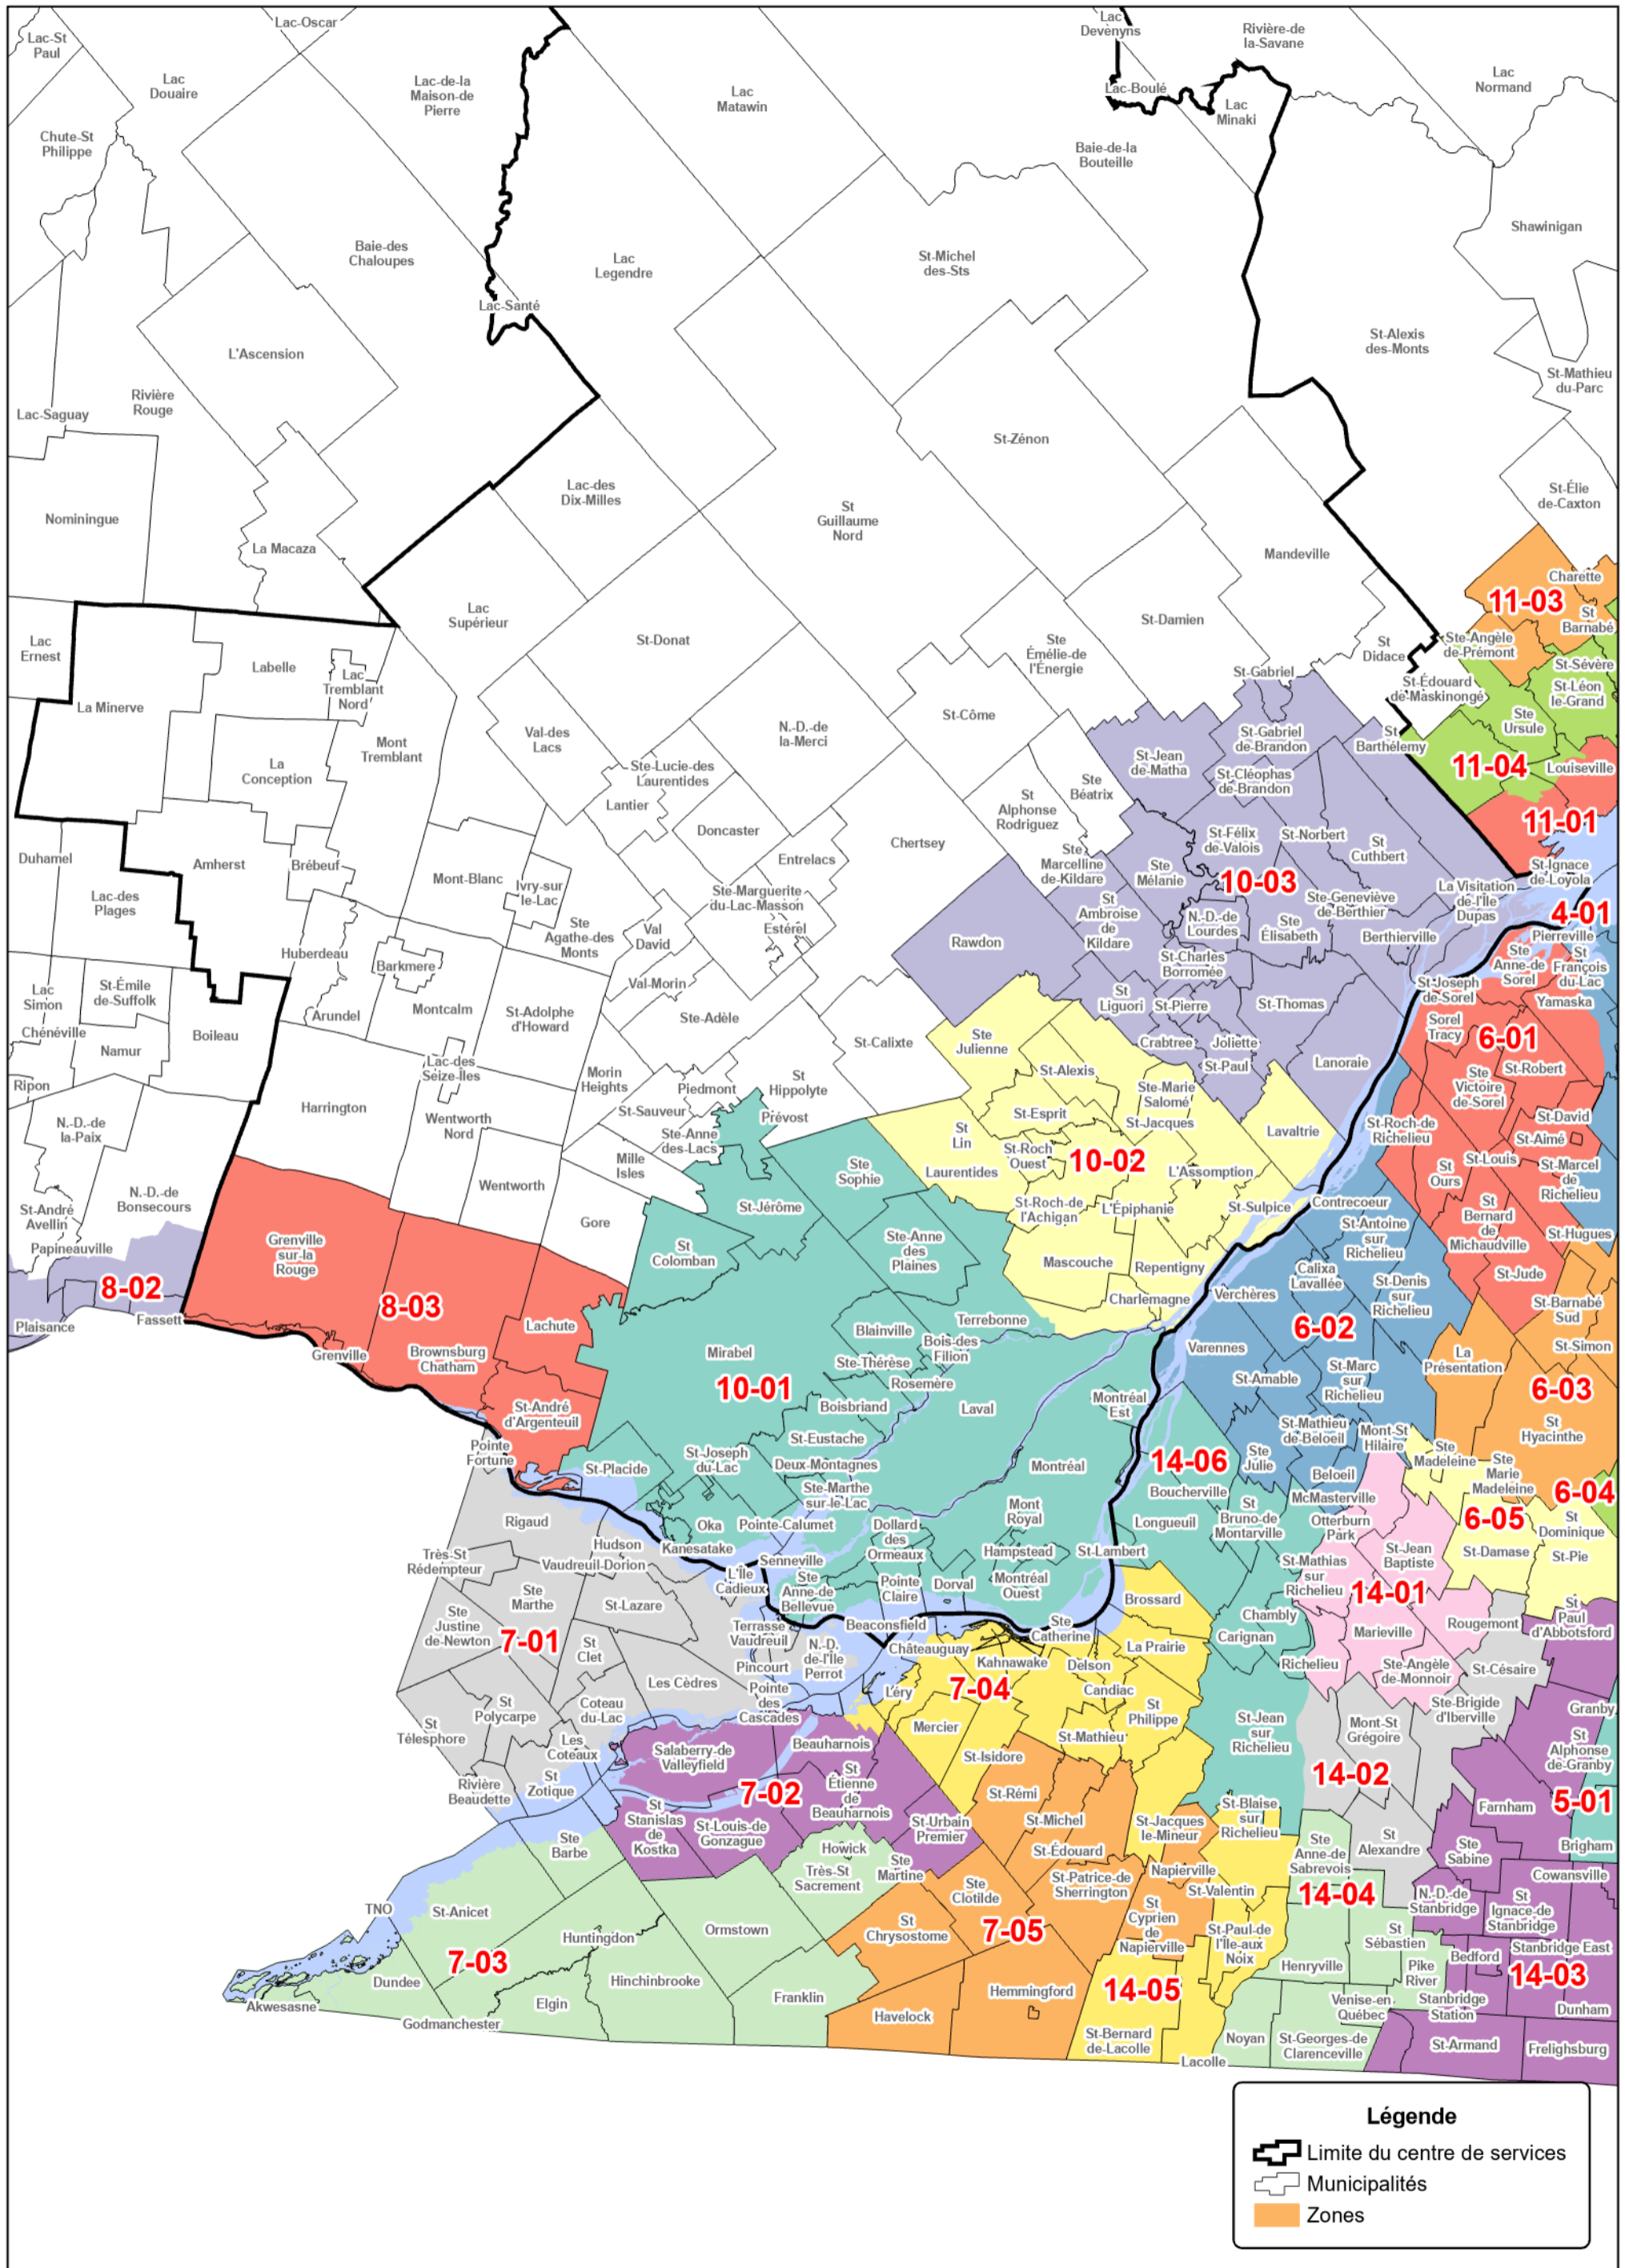 Lac-Oscar
Lac-St
Paul
Lac
Douaire
Lac-de-la
Maison-de
Pierre
Lac
Matawin
Lac
Devenyns
Rivière-de
la-Savane
Lac-Boulé
Lac
Minaki
Lac
Normand
Chute-St
Philippe
Baie-de-la
Bouteille
Shawinigan
Baie-des
Chaloupes
Lac
Legendre
St-Michel
des-Sts
Lac-Santé
L'Ascension
St-Alexis
des-Monts
St-Mathieu
du-Parc
Rivière
Rouge
Lac-Saguay
St-Zénon
Lac-des
Dix-Milles
St-Élie
de-Caxton
Nominingue
St
Guillaume
Nord
La Macaza
Mandeville
Charette
11-03
St
Barnabé
Lac
Supérieur
St-Donat
St-Damien
Lac
Ernest
Ste
Émélie-de
l'Énergie
St
Didace
Ste-Angèle
de-Prémont
St-Sévère
Labelle
Lac
Tremblant
Nord
St-Gabriel
St-Édouard
de-Maskinongé
St-Léon
le-Grand
La Minerve
St-Côme
Ste
Ursule
Mont
Tremblant
Val-des
Lacs
N.-D.-de
la-Merci
St-Gabriel
de-Brandon
St
Barthélemy
11-04
Louiseville
La
Conception
Ste-Lucie-des
Laurentides
St-Jean
de-Matha
St-Cléophas
de-Brandon
Ste
Béatrix
Lantier
St
Alphonse
Rodriguez
11-01
Doncaster
Chertsey
St-Félix
de-Valois
St-Norbert
St
Cuthbert
Duhamel
Amherst
Brébeuf
Entrelacs
Ste
Marcelline
de-Kildare
Ste
Mélanie
10-03
St-Ignace
de-Loyola
Mont-Blanc
Ivry-sur
le-Lac
Ste-Marguerite
du-Lac-Masson
La Visitation
de-l'Île
Dupas
Lac-des
Plages
Estérel
Ste-Geneviève
de-Berthier
4-01
Ste
Agathe-des
Monts
Val
David
St
Ambroise
de
Kildare
N.-D.-de
Lourdes
Ste
Élisabeth
Berthierville
Pierreville
Huberdeau
Rawdon
Ste
Anne-de
Sorel
St
François
du-Lac
Barkmere
St-Charles
Borromée
Lac
Simon
St-Émile
de-Suffolk
Val-Morin
St
Liguori
St-Pierre
St-Thomas
St-Joseph
de-Sorel
Yamaska
Arundel
Montcalm
St-Adolphe
d'Howard
Ste-Adèle
Chénéville
Boileau
Namur
St-Calixte
Ste
Julienne
Crabtree
Joliette
Sorel
Tracy
6-01
Lac-des
Seize-Iles
St-Paul
Lanoraie
St-Robert
Ripon
Morin
Heights
Piedmont
St
Hippolyte
St-Alexis
Ste
Victoire
de-Sorel
Harrington
Wentworth
Nord
St-Sauveur
Prévost
Ste-Marie
Salomé
St-Esprit
St-Jacques
St-Roch-de
Richelieu
St-David
N.-D.-de
la-Paix
St
Lin
Lavaltrie
St-Aimé
Ste-Anne
des-Lacs
St-Roch
Ouest
10-02
St-Louis
Mille
Isles
Ste
Sophie
Laurentides
L'Assomption
St
Ours
St-Marcel
de
Richelieu
Wentworth
N.-D.-de
Bonsecours
St-Jérôme
St-Roch-de
l'Achigan
L'Épiphanie
St-Sulpice
Contrecoeur
St-André
Avellin
Gore
St
Bernard
de
Michaudville
St-Hugues
Papineauville
Grenville
sur-la
Rouge
St
Colomban
Ste-Anne
des
Plaines
St-Antoine
sur
Richelieu
Mascouche
Repentigny
Calixa
Lavallée
St-Jude
8-02
8-03
Charlemagne
Verchères
St-Denis
sur
Richelieu
St-Barnabé
Sud
Plaisance
Fassett
Lachute
Terrebonne
Blainville
6-02
St-Simon
Grenville
Brownsburg
Chatham
Mirabel
Bois-des
Filion
Varennes
La
Présentation
Ste-Thérèse
10-01
Rosemère
St-Amable
St-Marc
sur
Richelieu
6-03
St-André
d'Argenteuil
Boisbriand
Laval
Montréal
Est
St-Eustache
St-Mathieu
de-Beloeil
Mont-St
Hilaire
St
Hyacinthe
Pointe
Fortune
St-Joseph
du-Lac
Deux-Montagnes
Montréal
14-06
Ste
Julie
Ste
Madeleine
St-Placide
Ste-Marthe
sur-le-Lac
Beloeil
Ste
Marie
Madeleine
Boucherville
McMasterville
6-04
Rigaud
Oka
Pointe-Calumet
Mont
Royal
Longueuil
St
Bruno-de
Montarville
Otterburn
Park
6-05
St
Dominique
Hudson
Kanesatake
Dollard
des
Ormeaux
Hampstead
St-Lambert
St-Jean
Baptiste
St-Damase
St-Pie
Très-St
Rédempteur
Vaudreuil-Dorion
L'Île
Cadieux
Senneville
Ste
Anne-de
Bellevue
Pointe
Claire
Dorval
Montréal
Ouest
St-Mathias
sur
Richelieu
14-01
Ste
Marthe
St-Lazare
Brossard
Ste
Justine
de-Newton
Terrasse
Vaudreuil
Beaconsfield
Ste
Catherine
Chambly
Rougemont
St
Paul
d'Abbotsford
7-01
N.-D.
de-l'Île
Perrot
Châteauguay
La Prairie
Carignan
Marieville
St
Clet
Pincourt
Kahnawake
Delson
Richelieu
Ste-Angèle
de-Monnoir
St-Césaire
Les Cèdres
Pointe
des
Cascades
Léry
7-04
Candiac
St
Polycarpe
Coteau
du-Lac
St
Philippe
Ste-Brigide
d'Iberville
Granby
St
Télesphore
Mercier
St-Mathieu
St-Jean
sur
Richelieu
Mont-St
Grégoire
Les
Coteaux
Salaberry-de
Valleyfield
Beauharnois
St-Isidore
St
Alphonse
de-Granby
Rivière
Beaudette
St
Zotique
7-02
St
Étienne
de
Beauharnois
St-Rémi
14-02
St
Stanislas
de
Kostka
St-Louis-de
Gonzague
St-Urbain
Premier
St-Michel
St-Jacques
le-Mineur
St-Blaise
sur
Richelieu
Farnham
5-01
Ste
Barbe
Howick
St-Édouard
Ste
Anne-de
Sabrevois
St
Alexandre
Ste
Sabine
Brigham
Ste
Martine
Très-St
Sacrement
Ste
Clotilde
St-Patrice-de
Sherrington
Napierville
Cowansville
St-Valentin
14-04
N.-D.-de
Stanbridge
St
Ignace-de
Stanbridge
TNO
St-Anicet
Ormstown
St
Chrysostome
7-05
St
Cyprien
de
Napierville
St-Paul-de
l'Île-aux
Noix
St
Sébastien
Huntingdon
Stanbridge East
7-03
Henryville
Bedford
Dundee
Hinchinbrooke
Pike
River
14-03
Franklin
Hemmingford
14-05
Akwesasne
Elgin
Venise-en
Québec
Stanbridge
Station
Dunham
Godmanchester
Havelock
St-Bernard
de-Lacolle
Noyan
St-Georges-de
Clarenceville
St-Armand
Frelighsburg
Lacolle
Légende
Limite du centre de services
Municipalités
Zones